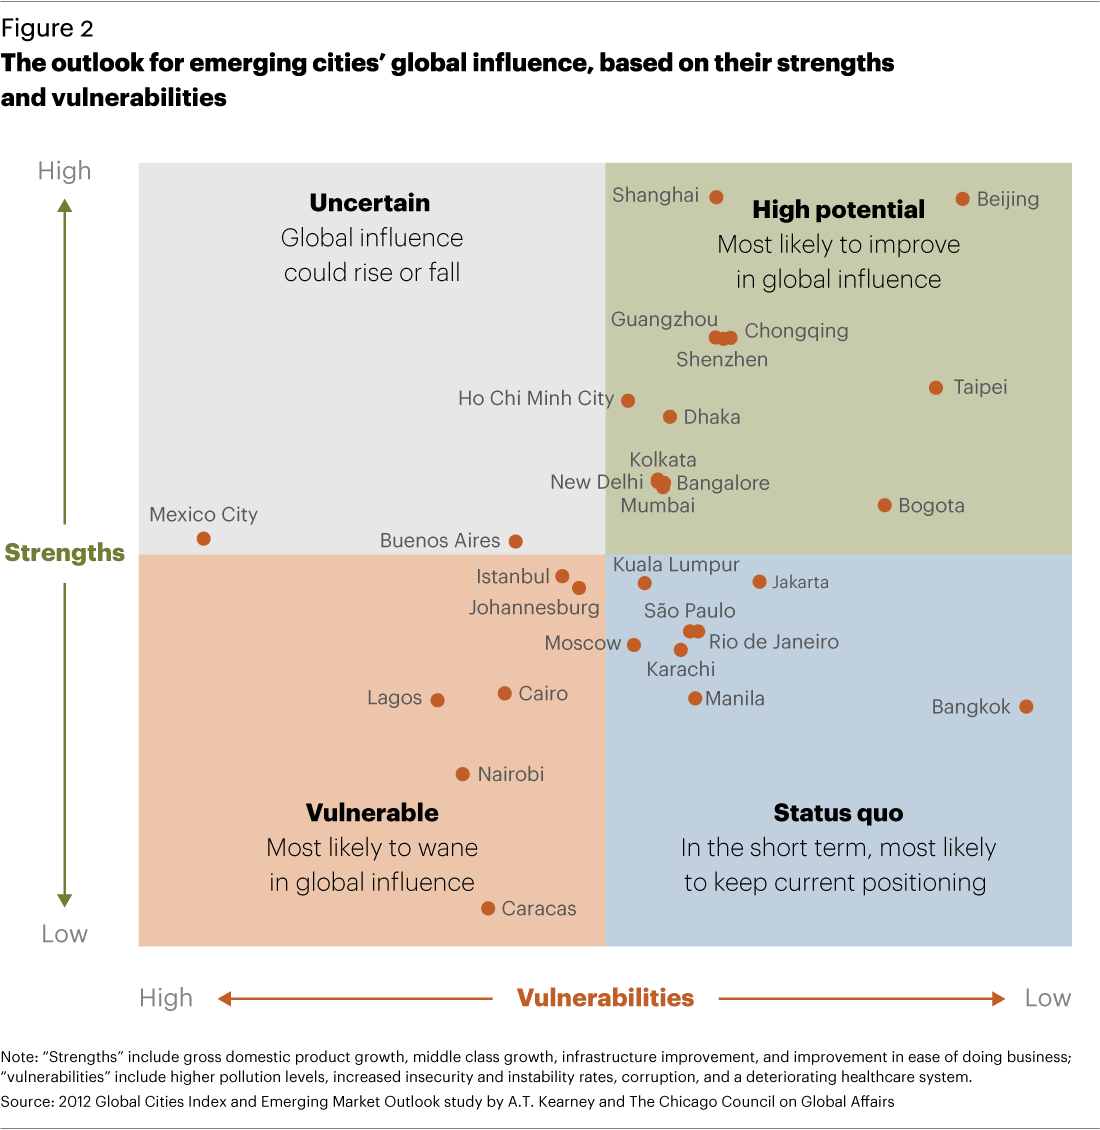 Figure 2
The outlook for emerging cities’ global influence, based on their strengths
and vulnerabilities
High
Uncertain
Global influence
could rise or fall
Shanghai
High potential
Most likely to improve
in global influence
Beijing
Guangzhou
Chongqing
Shenzhen
Taipei
Ho Chi Minh City
Dhaka
Kolkata
New Delhi
Bangalore
Mumbai
Bogota
Mexico City
Buenos Aires
Strengths
Istanbul
Johannesburg
Kuala Lumpur
Jakarta
São Paulo
Moscow
Rio de Janeiro
Karachi
Lagos
Cairo
Manila
Bangkok
Nairobi
Vulnerable
Most likely to wane
in global influence
Status quo
In the short term, most likely
to keep current positioning
Caracas
Low
High
Vulnerabilities
Low
Note: “Strengths” include gross domestic product growth, middle class growth, infrastructure improvement, and improvement in ease of doing business;
“vulnerabilities” include higher pollution levels, increased insecurity and instability rates, corruption, and a deteriorating healthcare system.
Source: 2012 Global Cities Index and Emerging Market Outlook study by A.T. Kearney and The Chicago Council on Global Affairs